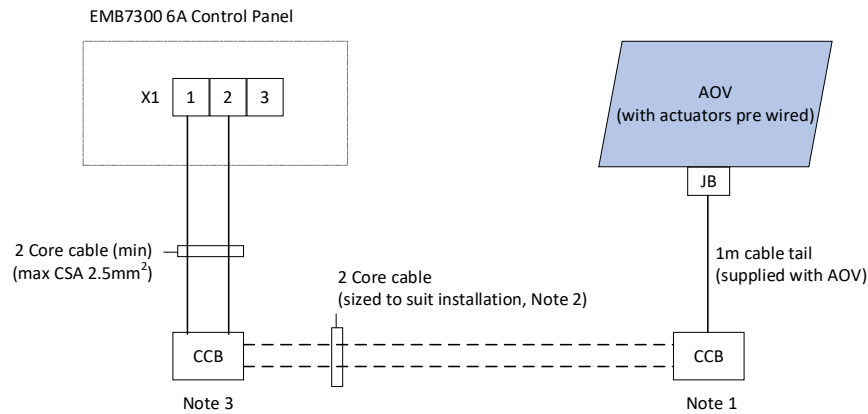 EMB7300 6A Control Panel
X1
1
2
3
AOV
(with actuators pre wired)
JB
2 Core cable (min)
(max CSA 2.5mm²)
1m cable tail
(supplied with AOV)
2 Core cable
(sized to suit installation, Note 2)
CCB
CCB
Note 3
Note 1